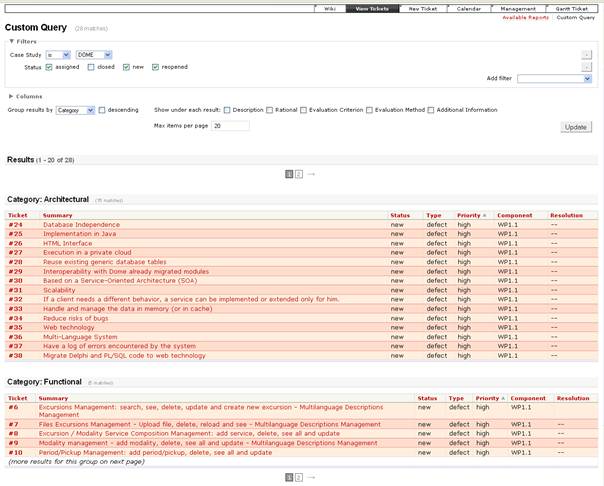 Wiki View Tickets New Ticket Calendar Management Gantt Ticket
Available Reports Custom Query
Custom Query (28 matches)
Filters
Case Study is DOME -
Status assigned closed new reopened -
Add filter
Columns
Group results by Category descending Show under each result: Description Rational Evaluation Criterion Evaluation Method Additional Information
Max items per page 20
Update
Results (1 - 20 of 28)
1 2 →
Category: Architectural (15 matches)
Ticket Summary Status Type Priority Component Resolution
#24 Database Independence new defect high WP1.1 --
#25 Implementation in Java new defect high WP1.1 --
#26 HTML Interface new defect high WP1.1 --
#27 Execution in a private cloud new defect high WP1.1 --
#28 Reuse existing generic database tables new defect high WP1.1 --
#29 Interoperability with Dome already migrated modules new defect high WP1.1 --
#30 Based on a Service-Oriented Architecture (SOA) new defect high WP1.1 --
#31 Scalability new defect high WP1.1 --
#32 If a client needs a different behavior, a service can be implemented or extended only for him. new defect high WP1.1 --
#33 Handle and manage the data in memory (or in cache) new defect high WP1.1 --
#34 Reduce risks of bugs new defect high WP1.1 --
#35 Web technology new defect high WP1.1 --
#36 Multi-Language System new defect high WP1.1 --
#37 Have a log of errors encountered by the system new defect high WP1.1 --
#38 Migrate Delphi and PL/SQL code to web technology new defect high WP1.1 --
Category: Functional (5 matches)
Ticket Summary Status Type Priority Component Resolution
#6 Excursions Management: search, see, delete, update and create new excursion - Multilanguage Descriptions new defect high WP1.1
Management
#7 Files Excursions Management - Upload file, delete, reload and see - Multilanguage Descriptions Management new defect high WP1.1 --
#8 Excursion / Modality Service Composition Management: add service, delete, see all and update new defect high WP1.1 --
#9 Modality management - add modality, delete, see all and update - Multilanguage Descriptions Management new defect high WP1.1 --
#10 Period/Pickup Management: add period/pickup, delete, see all and update new defect high WP1.1 --
(more results for this group on next page)
1 2 →